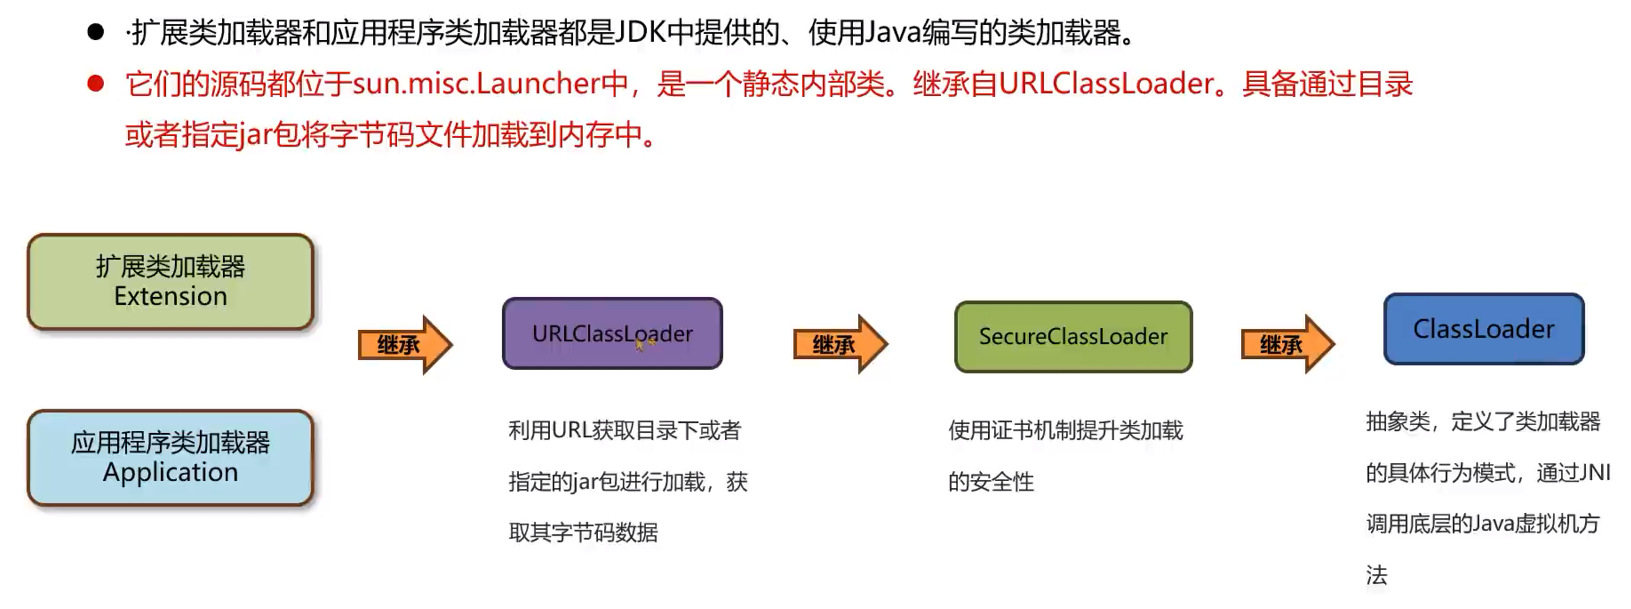 ·扩展类加载器和应用程序类加载器都是JDK中提供的、使用Java编写的类加载器。
它们的源码都位于sun.misc.Launcher中，是一个静态内部类。继承自URLClassLoader。具备通过目录
或者指定jar包将字节码文件加载到内存中。
扩展类加载器
Extension
应用程序类加载器
Application
继承
URLClassLoader
利用URL获取目录下或者
指定的jar包进行加载，获
取其字节码数据
继承
SecureClassLoader
使用证书机制提升类加载
的安全性
继承
ClassLoader
抽象类，定义了类加载器
的具体行为模式，通过JNI
调用底层的Java虚拟机方
法